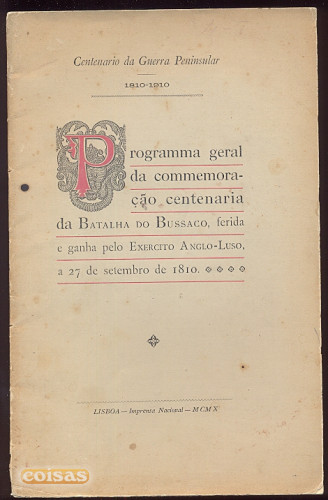 Centenario da Guerra Peninsular
1810-1910
Programma geral
da commemora-
ção centenaria
da BATALHA DO BUSSACO, ferida
e ganha pelo EXERCITO ANGLO-LUSO,
a 27 de setembro de 1810.
LISBOA — Imprensa Nacional — MCMX
coisas